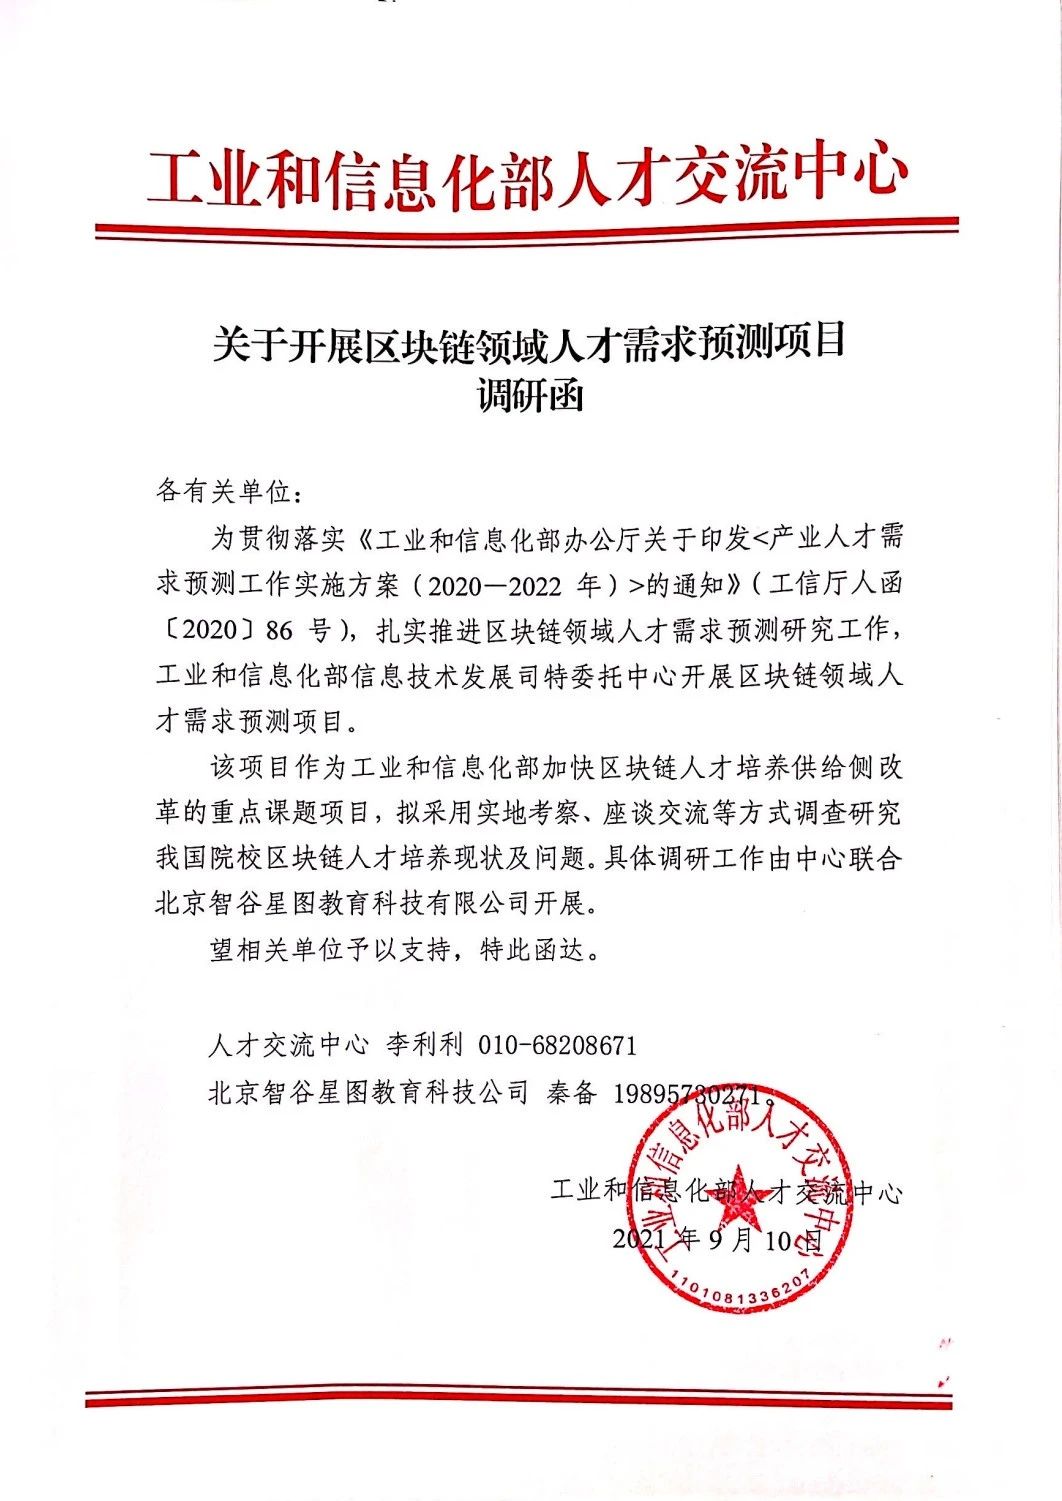 工业和信息化部人才交流中心
关于开展区块链领域人才需求预测项目
调研函
各有关单位：
为贯彻落实《工业和信息化部办公厅关于印发<产业人才需
求预测工作实施方案（2020—2022 年）>的通知》（工信厅人函
〔2020〕86 号），扎实推进区块链领域人才需求预测研究工作，
工业和信息化部信息技术发展司特委托中心开展区块链领域人
才需求预测项目。
该项目作为工业和信息化部加快区块链人才培养供给侧改
革的重点课题项目，拟采用实地考察、座谈交流等方式调查研究
我国院校区块链人才培养现状及问题。具体调研工作由中心联合
北京智谷星图教育科技有限公司开展。
望相关单位予以支持，特此函达。
人才交流中心 李利利 010-68208671
北京智谷星图教育科技公司 秦备 19895730271。
工业和信息化部人才交流中心
2021 年 9 月 10 日
工业和信息化部人才交流中心
1101081336207